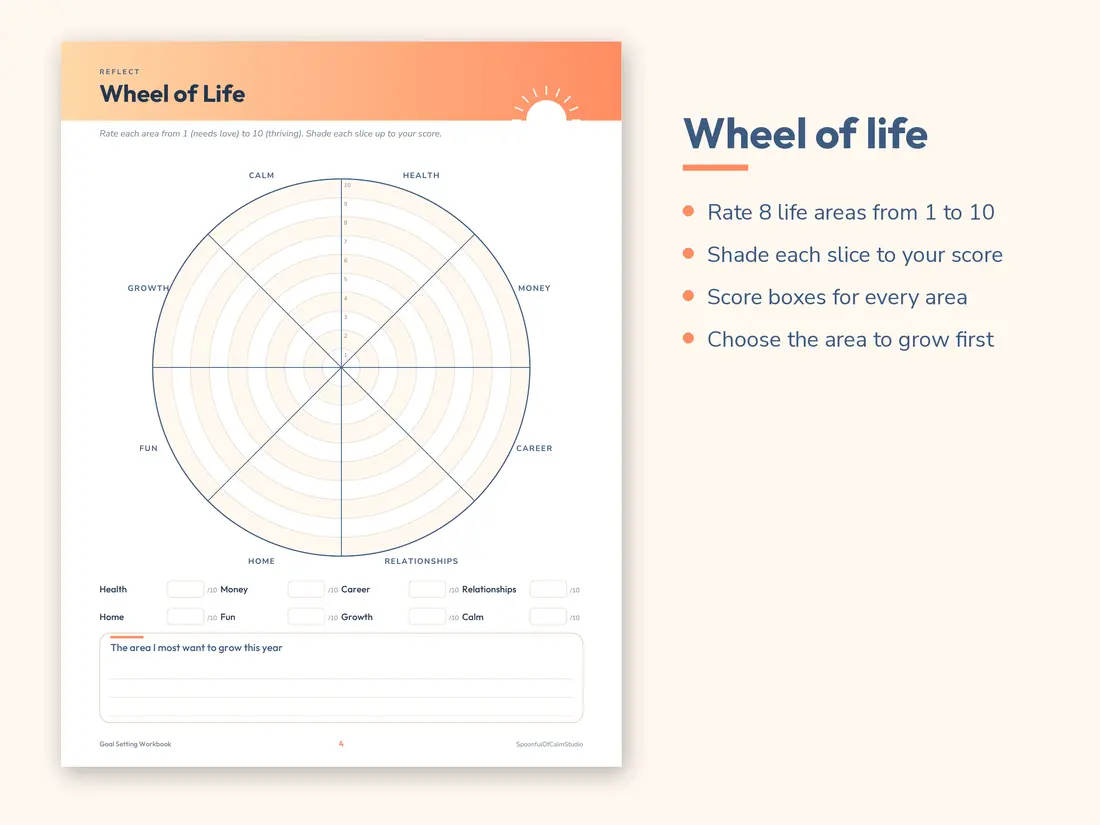 REFLECT
Wheel of Life
Rate each area from 1 (needs love) to 10 (thriving). Shade each slice up to your score.
CALM HEALTH
10
9
8
7
6
5
4
3
2
1
GROWTH MONEY
FUN CAREER
HOME RELATIONSHIPS
Health /10 Money /10 Career /10 Relationships /10
Home /10 Fun /10 Growth /10 Calm /10
The area I most want to grow this year
Goal Setting Workbook 4 SpoonfulOfCalmStudio
Wheel of life
Rate 8 life areas from 1 to 10
Shade each slice to your score
Score boxes for every area
Choose the area to grow first